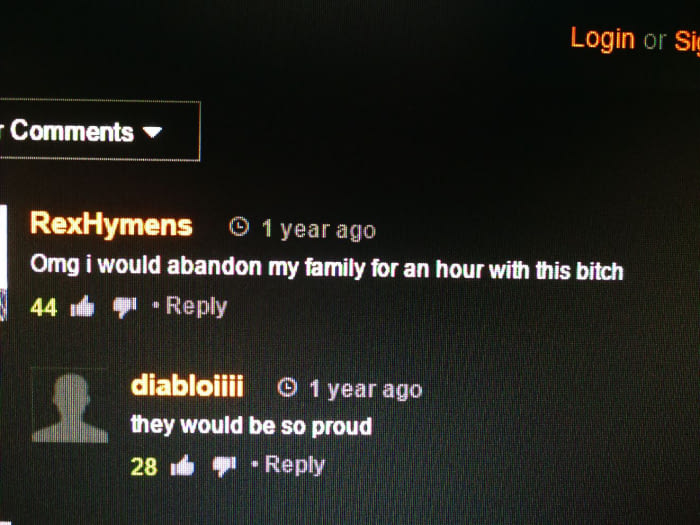 Login or
Comments
RexHymens 1 year ago
Omg i would abandon my family for an hour with this bitch
44 • Reply
diabloiiii 1 year ago
they would be so proud
28 • Reply